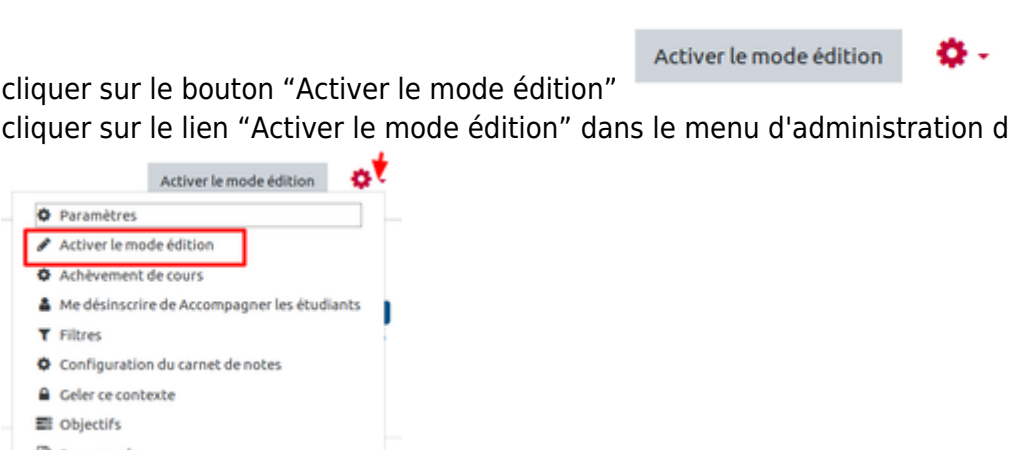 Activer le mode édition
cliquer sur le bouton “Activer le mode édition”
cliquer sur le lien “Activer le mode édition” dans le menu d'administration d
Activer le mode édition
Paramètres
Activer le mode édition
Achèvement de cours
Me désinscrire de Accompagner les étudiants
Filtres
Configuration du carnet de notes
Geler ce contexte
Objectifs